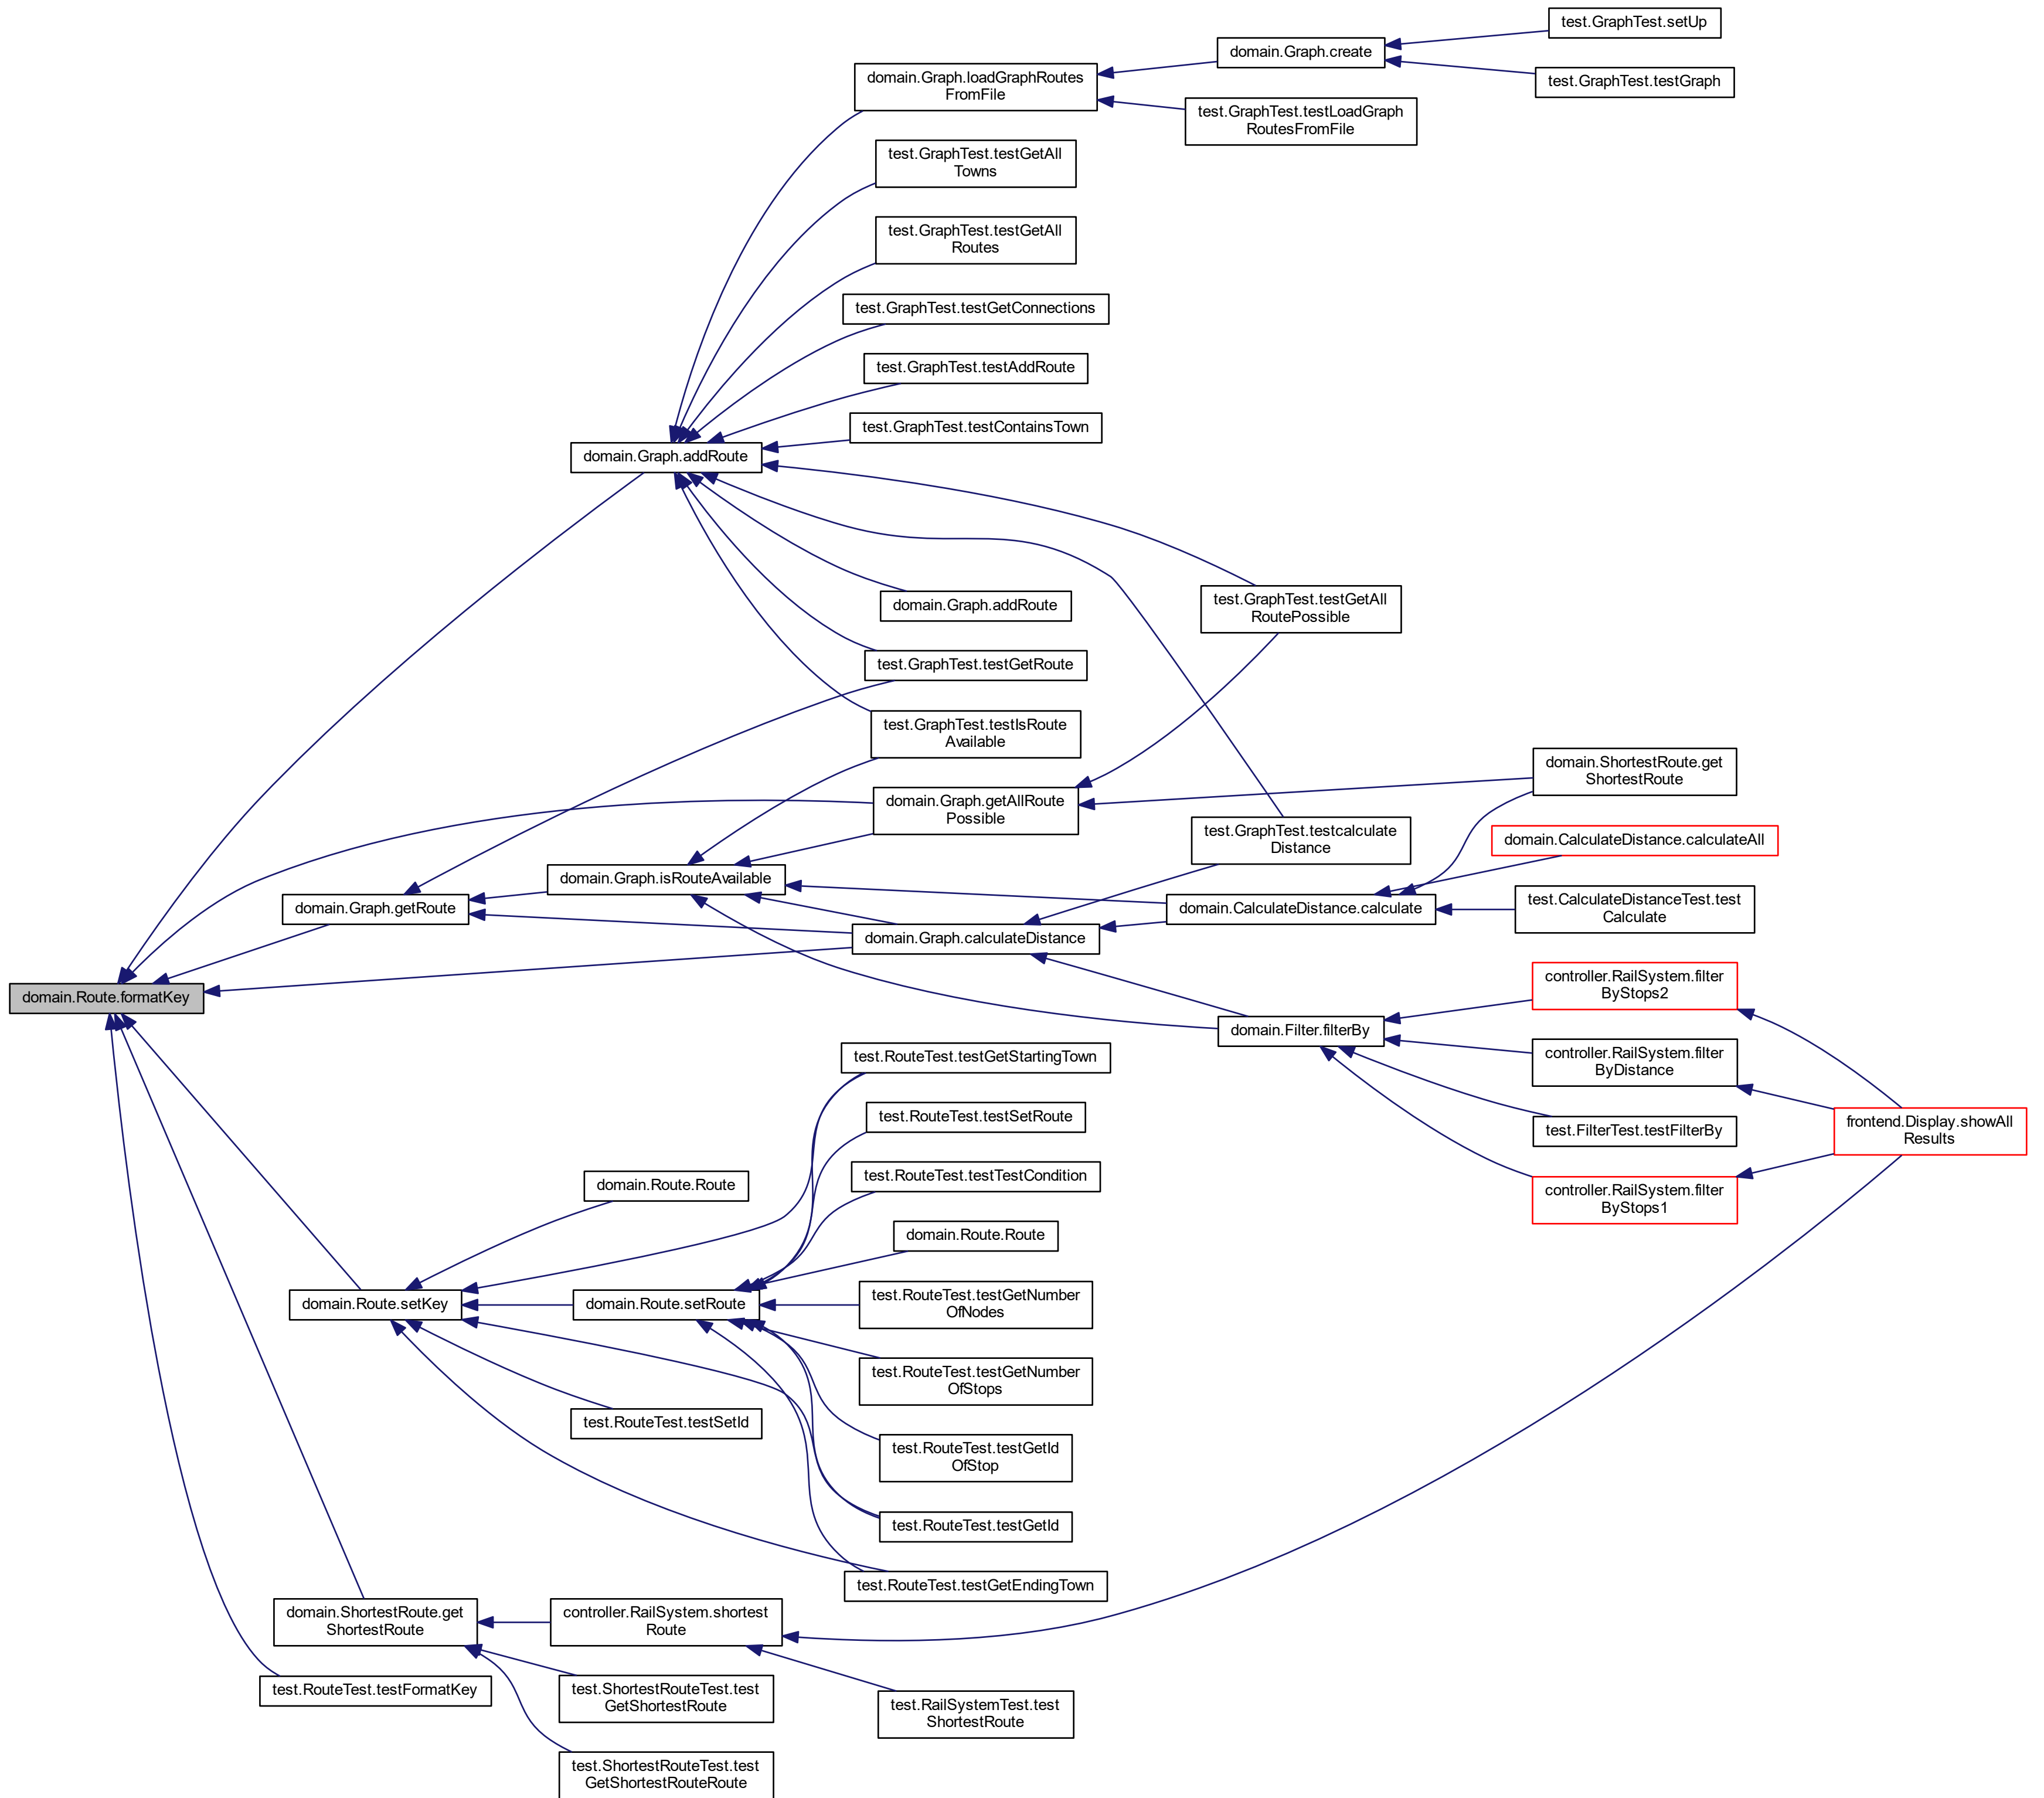 test.GraphTest.setUp
domain.Graph.create
domain.Graph.loadGraphRoutes
FromFile
test.GraphTest.testGraph
test.GraphTest.testLoadGraph
RoutesFromFile
test.GraphTest.testGetAll
Towns
test.GraphTest.testGetAll
Routes
test.GraphTest.testGetConnections
test.GraphTest.testAddRoute
test.GraphTest.testContainsTown
domain.Graph.addRoute
domain.Graph.addRoute
test.GraphTest.testGetAll
RoutePossible
test.GraphTest.testGetRoute
test.GraphTest.testIsRoute
Available
domain.ShortestRoute.get
ShortestRoute
domain.Graph.getAllRoute
Possible
test.GraphTest.testcalculate
Distance
domain.CalculateDistance.calculateAll
domain.Graph.isRouteAvailable
domain.Graph.getRoute
domain.CalculateDistance.calculate
test.CalculateDistanceTest.test
Calculate
domain.Graph.calculateDistance
domain.Route.formatKey
controller.RailSystem.filter
ByStops2
domain.Filter.filterBy
controller.RailSystem.filter
ByDistance
test.RouteTest.testGetStartingTown
test.RouteTest.testSetRoute
test.FilterTest.testFilterBy
frontend.Display.showAll
Results
domain.Route.Route
test.RouteTest.testTestCondition
controller.RailSystem.filter
ByStops1
domain.Route.Route
domain.Route.setKey
domain.Route.setRoute
test.RouteTest.testGetNumber
OfNodes
test.RouteTest.testGetNumber
OfStops
test.RouteTest.testSetId
test.RouteTest.testGetId
OfStop
test.RouteTest.testGetId
test.RouteTest.testGetEndingTown
domain.ShortestRoute.get
ShortestRoute
controller.RailSystem.shortest
Route
test.RouteTest.testFormatKey
test.ShortestRouteTest.test
GetShortestRoute
test.RailSystemTest.test
ShortestRoute
test.ShortestRouteTest.test
GetShortestRouteRoute